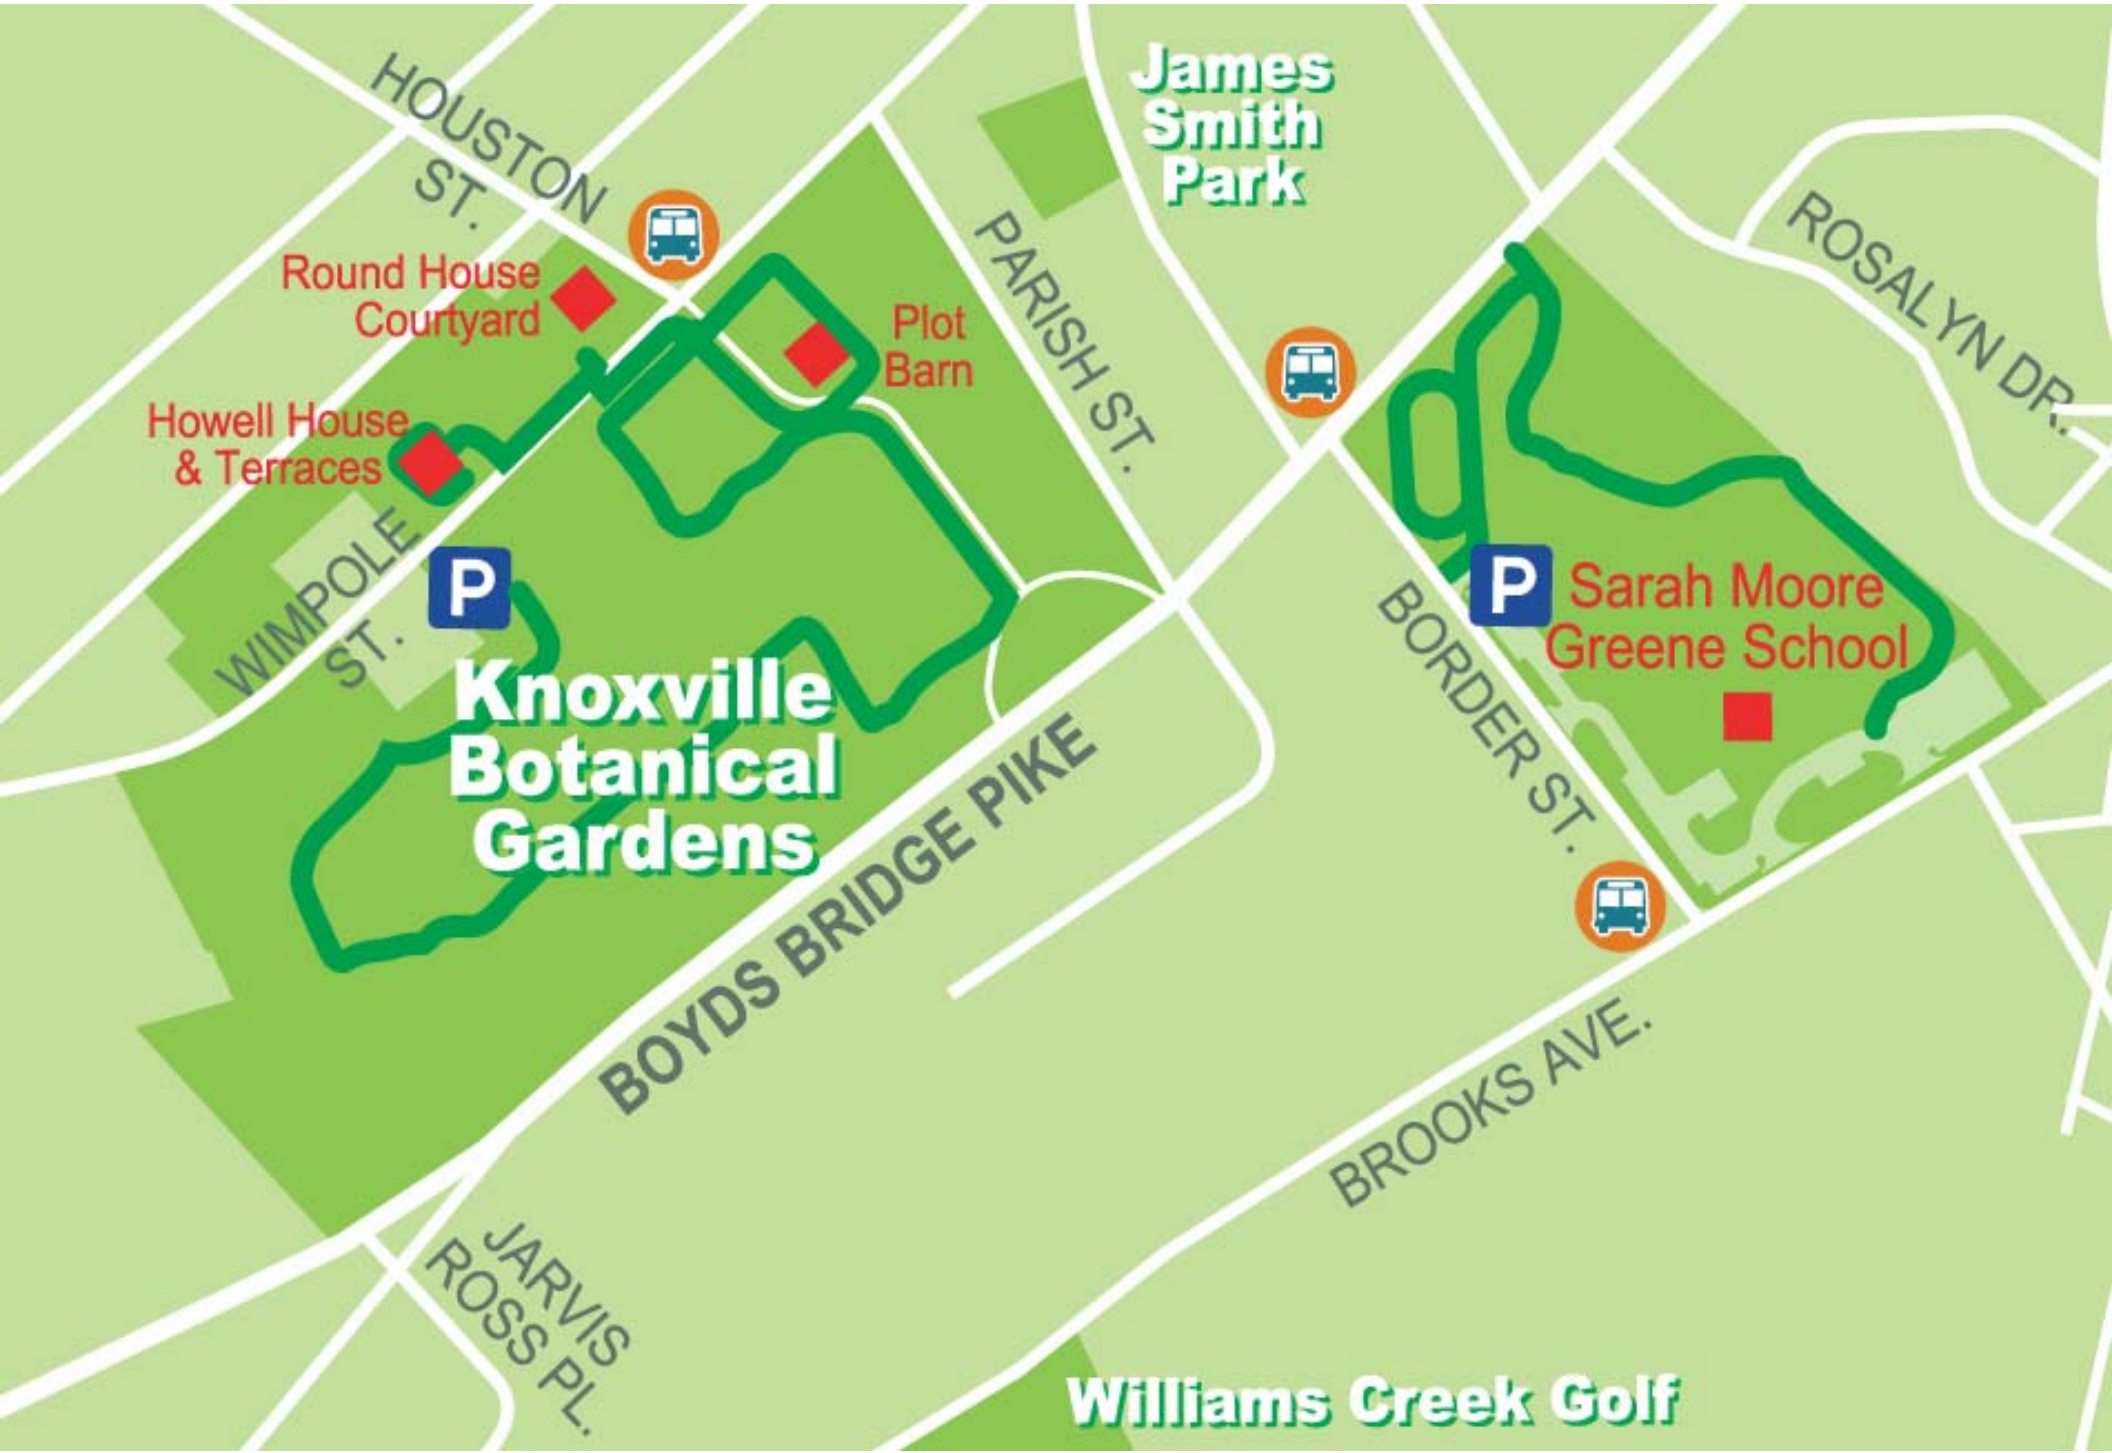 HOUSTON
ST.
James
Smith
Park
Round House
Courtyard
Plot
Barn
PARISH ST.
ROSALYN DR.
Howell House
& Terraces
WIMPOLE
ST.
P
Knoxville
Botanical
Gardens
P
Sarah Moore
Greene School
BORDER ST.
BOYDS BRIDGE PIKE
BROOKS AVE.
JARVIS
ROSS PL.
Williams Creek Golf